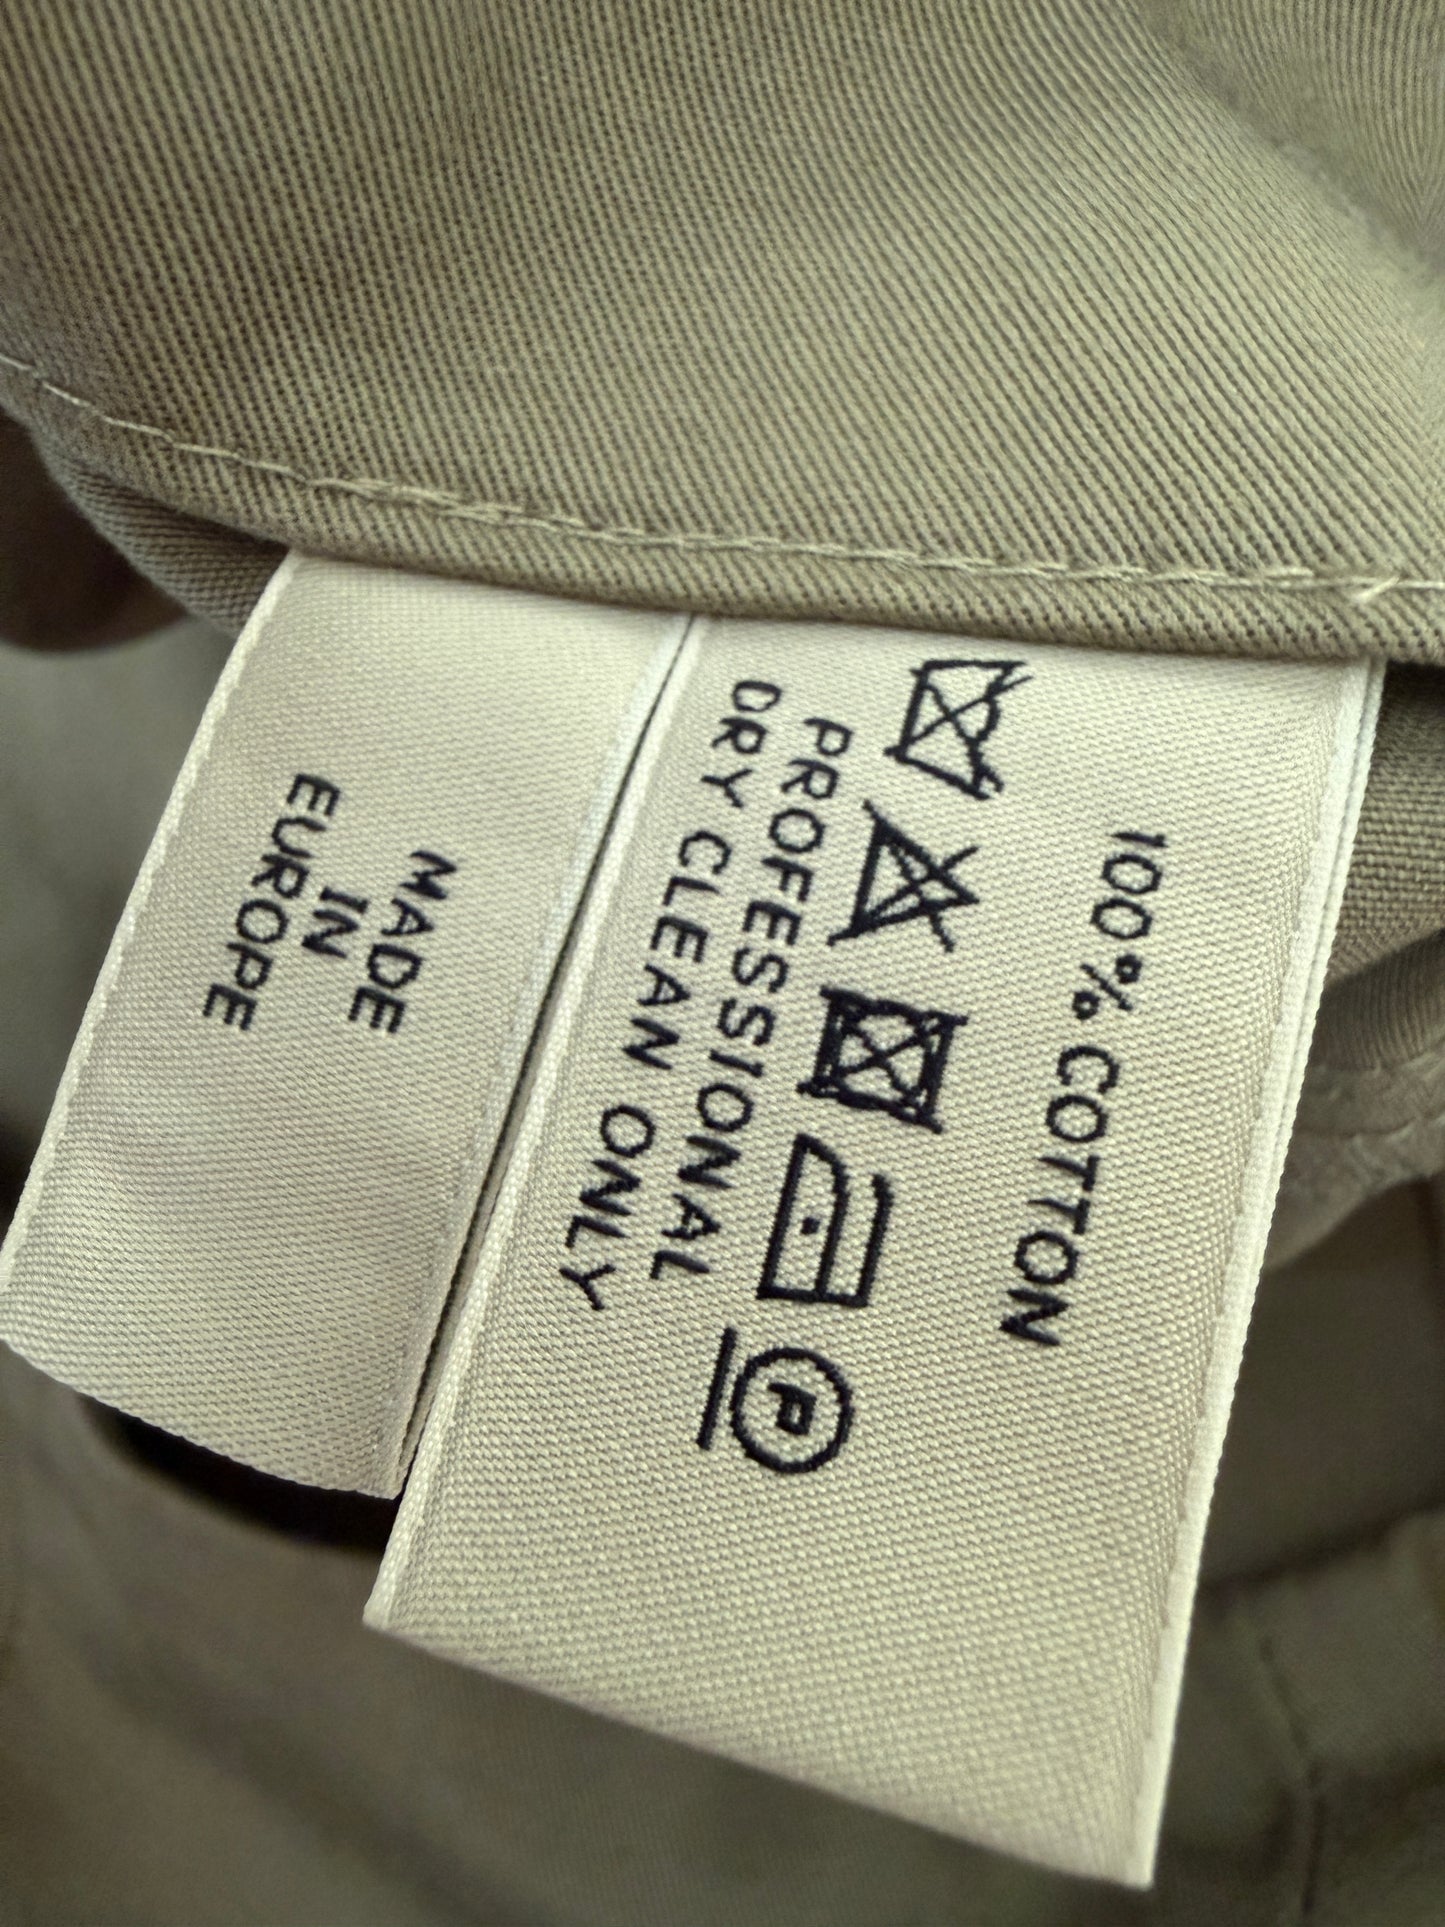 100% COTTON
P
PROFESSIONAL
DRY CLEAN ONLY
MADE
IN
EUROPE